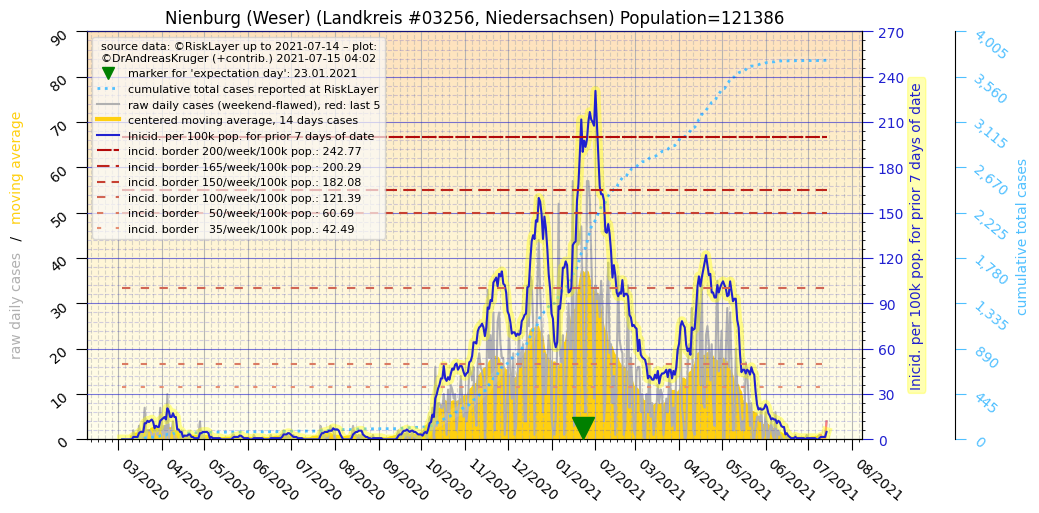 Nienburg (Weser) (Landkreis #03256, Niedersachsen) Population=121386
source data: ©RiskLayer up to 2021-07-14 – plot:
©DrAndreasKruger (+contrib.) 2021-07-15 04:02
marker for 'expectation day': 23.01.2021
cumulative total cases reported at RiskLayer
raw daily cases (weekend-flawed), red: last 5
centered moving average, 14 days cases
Inicid. per 100k pop. for prior 7 days of date
incid. border 200/week/100k pop.: 242.77
incid. border 165/week/100k pop.: 200.29
incid. border 150/week/100k pop.: 182.08
incid. border 100/week/100k pop.: 121.39
incid. border   50/week/100k pop.: 60.69
incid. border   35/week/100k pop.: 42.49
raw daily cases / moving average
90
80
70
60
50
40
30
20
10
0
270
240
210
180
150
120
90
60
30
0
Inicid. per 100k pop. for prior 7 days of date
4,005
3,560
3,115
2,670
2,225
1,780
1,335
890
445
0
cumulative total cases
03/2020
04/2020
05/2020
06/2020
07/2020
08/2020
09/2020
10/2020
11/2020
12/2020
01/2021
02/2021
03/2021
04/2021
05/2021
06/2021
07/2021
08/2021